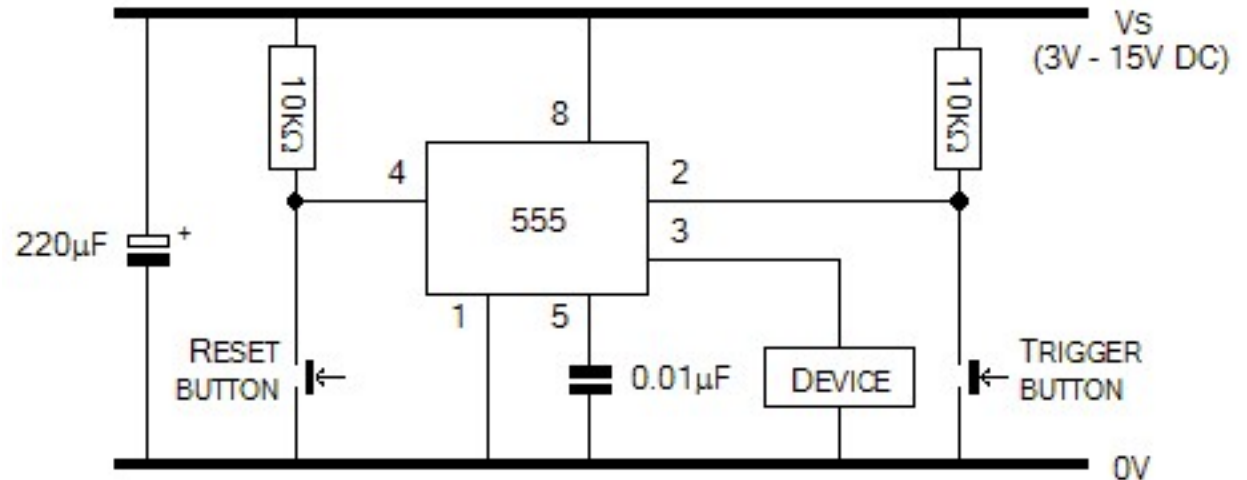 VS
(3V - 15V DC)
10KΩ
10KΩ
8
4
2
555
3
220µF
+
1
5
RESET
BUTTON
0.01µF
DEVICE
TRIGGER
BUTTON
0V